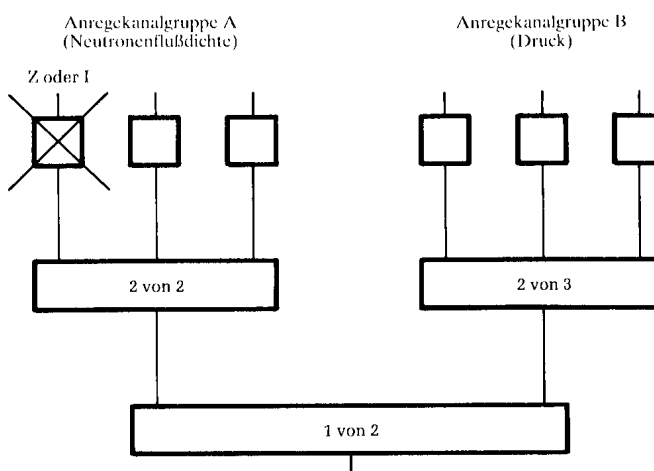 Anregekanalgruppe A
(Neutronenflußdichte)
Anregekanalgruppe B
(Druck)
Z oder I
2 von 2
2 von 3
1 von 2